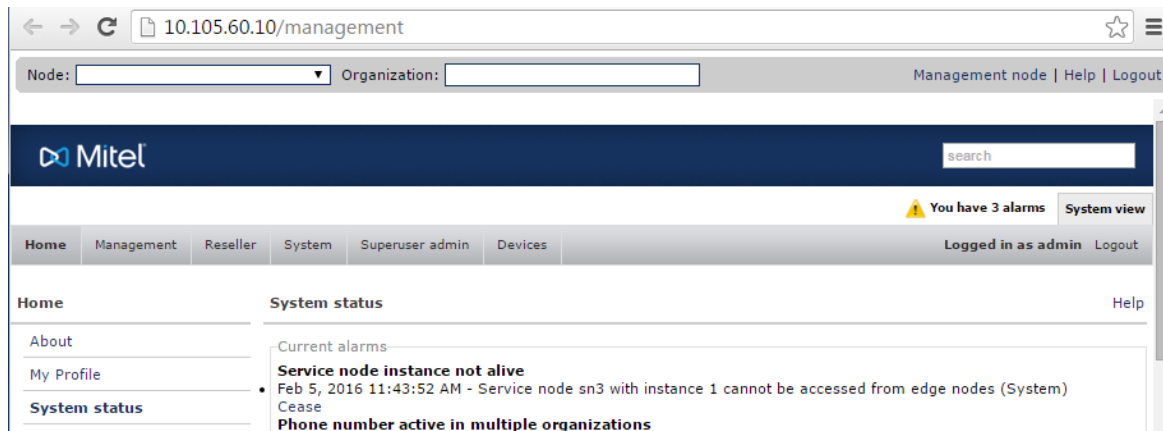 10.105.60.10/management
Node: Organization: Management node | Help | Logout
Mitel
search
You have 3 alarms System view
Home Management Reseller System Superuser admin Devices Logged in as admin Logout
Home
About
My Profile
System status
System status Help
Current alarms
Service node instance not alive
Feb 5, 2016 11:43:52 AM - Service node sn3 with instance 1 cannot be accessed from edge nodes (System)
Cease
Phone number active in multiple organizations